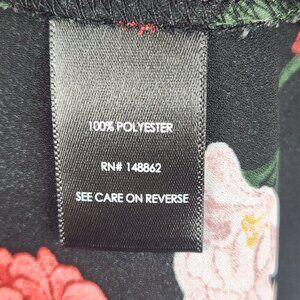 100% POLYESTER
RN# 148862
SEE CARE ON REVERSE